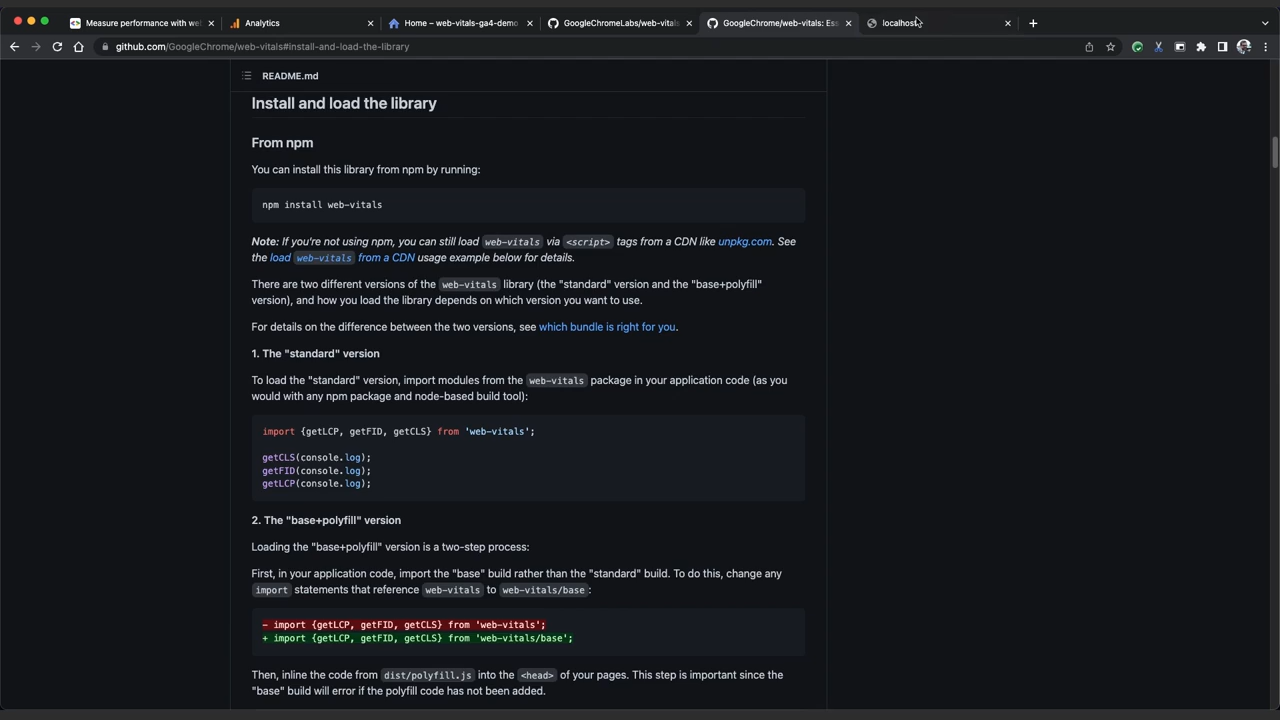 Measure performance with web
Analytics
Home – web-vitals-ga4-demo
GoogleChromeLabs/web-vitals
GoogleChrome/web-vitals: Ess
localhost
github.com/GoogleChrome/web-vitals#install-and-load-the-library
README.md
Install and load the library
From npm
You can install this library from npm by running:
npm install web-vitals
Note: If you're not using npm, you can still load web-vitals via <script> tags from a CDN like unpkg.com. See
the load web-vitals from a CDN usage example below for details.
There are two different versions of the web-vitals library (the "standard" version and the "base+polyfill"
version), and how you load the library depends on which version you want to use.
For details on the difference between the two versions, see which bundle is right for you.
1. The "standard" version
To load the "standard" version, import modules from the web-vitals package in your application code (as you
would with any npm package and node-based build tool):
import {getLCP, getFID, getCLS} from 'web-vitals';
getCLS(console.log);
getFID(console.log);
getLCP(console.log);
2. The "base+polyfill" version
Loading the "base+polyfill" version is a two-step process:
First, in your application code, import the "base" build rather than the "standard" build. To do this, change any
import statements that reference web-vitals to web-vitals/base:
- import {getLCP, getFID, getCLS} from 'web-vitals';
+ import {getLCP, getFID, getCLS} from 'web-vitals/base';
Then, inline the code from dist/polyfill.js into the <head> of your pages. This step is important since the
"base" build will error if the polyfill code has not been added.